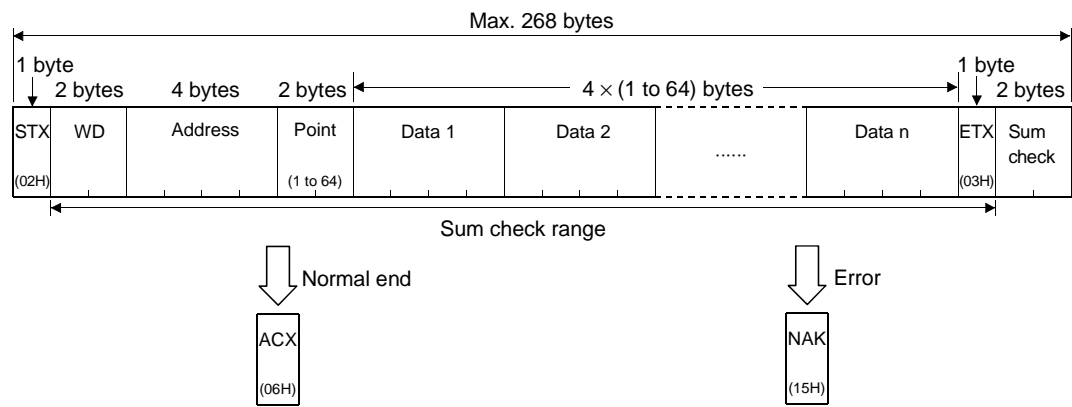 Max. 268 bytes
1 byte
2 bytes
4 bytes
2 bytes
4 × (1 to 64) bytes
1 byte
2 bytes
STX
(02H)
WD
Address
Point
(1 to 64)
Data 1
Data 2
......
Data n
ETX
(03H)
Sum
check
Sum check range
Normal end
Error
ACX
(06H)
NAK
(15H)